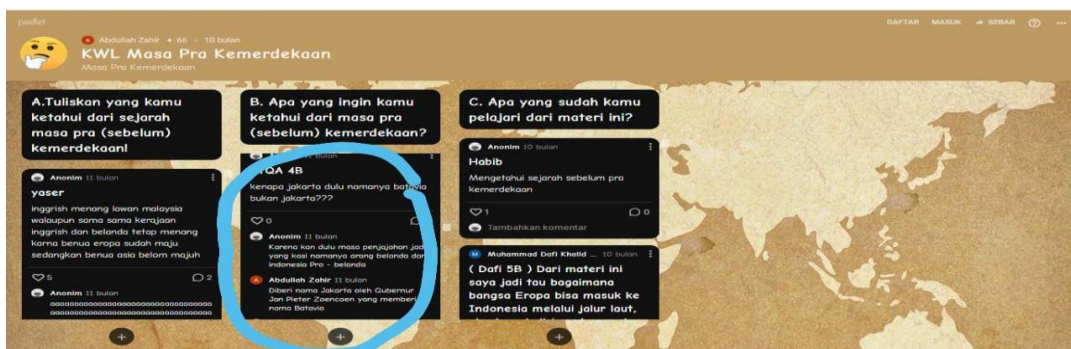 padlet
DAFTAR MASUK SEBAR
Abdullah Zahir + 66 • 10 bulan
KWL Masa Pra Kemerdekaan
Masa Pra Kemerdekaan
A.Tuliskan yang kamu
ketahui dari sejarah
masa pra (sebelum)
kemerdekaan!
Anonim 11 bulan
yaser
inggrish menang lawan malaysia
walaupun sama sama kerajaan
inggrish dan belanda tetap menang
karna benua eropa sudah maju
sedangkan benua asia belom majuh
5 2
Anonim 11 bulan
B. Apa yang ingin kamu
ketahui dari masa pra
(sebelum) kemerdekaan?
11 bulan
QA 4B
kenapa jakarta dulu namanya batavia
bukan jakarta???
0
Anonim 11 bulan
Karena kan dulu masa penjajahan jadi
yang kasi namanya orang belanda dan
indonesia Pro - belanda
Abdullah Zahir 11 bulan
Diberi nama Jakarta oleh Gubernur
Jan Pieter Zoencoen yang memberi
nama Batavia
C. Apa yang sudah kamu
pelajari dari materi ini?
Anonim 10 bulan
Habib
Mengetahui sejarah sebelum pra
kemerdekaan
1 0
Tambahkan komentar
M Muhammad Dafi Khalid ... 10 bulan
( Dafi 5B ) Dari materi ini
saya jadi tau bagaimana
bangsa Eropa bisa masuk ke
Indonesia melalui jalur laut,